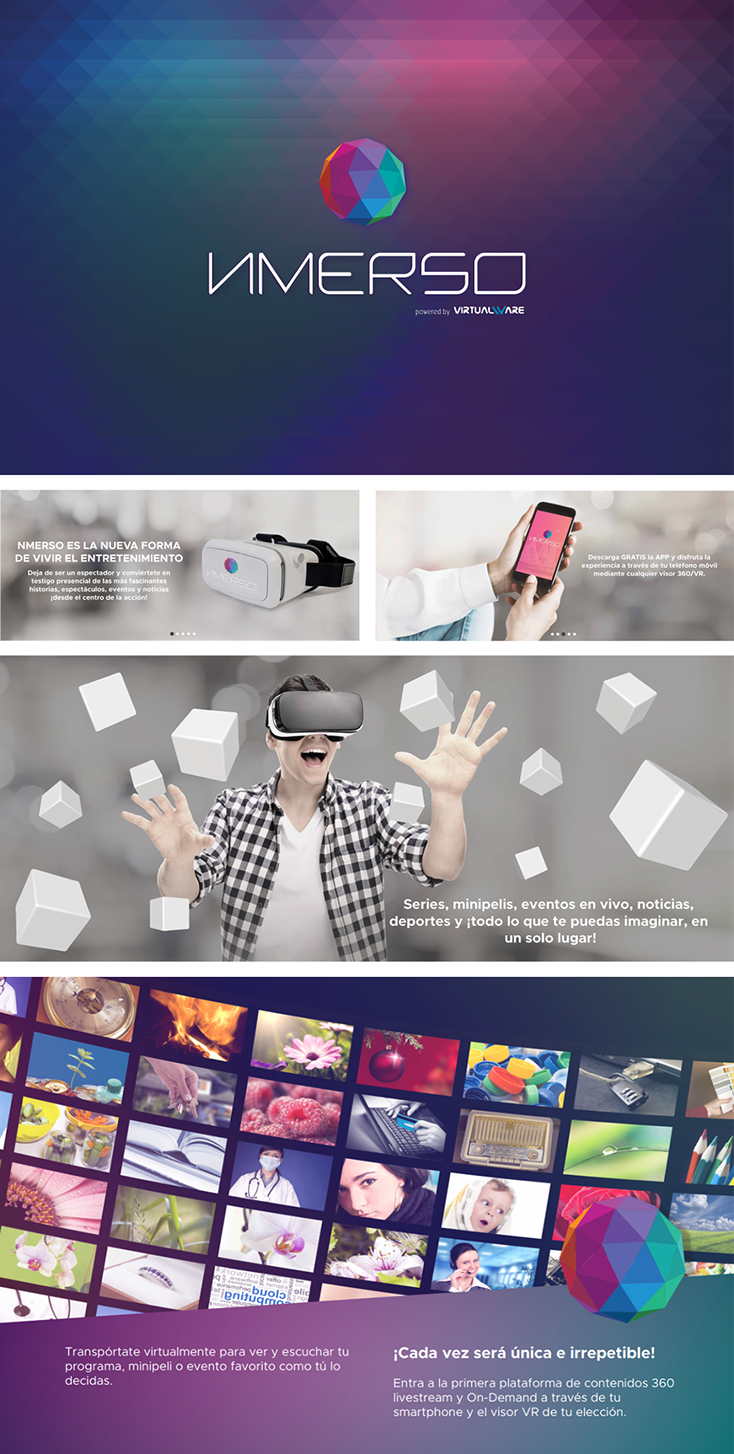 NMERSO
powered by VIRTUALWARE
NMERSO ES LA NUEVA FORMA
DE VIVIR EL ENTRETENIMIENTO
Deja de ser un espectador y conviértete en
testigo presencial de las más fascinantes
historias, espectáculos, eventos y noticias
¡desde el centro de la acción!
NMERSO
NMERSO
Descarga GRATIS la APP y disfruta la
experiencia a través de tu teléfono móvil
mediante cualquier visor 360/VR.
Series, minipelis, eventos en vivo, noticias,
deportes y ¡todo lo que te puedas imaginar, en
un solo lugar!
cloud
computing
Transpórtate virtualmente para ver y escuchar tu
programa, minipeli o evento favorito como tú lo
decidas.
¡Cada vez será única e irrepetible!
Entra a la primera plataforma de contenidos 360
livestream y On-Demand a través de tu
smartphone y el visor VR de tu elección.